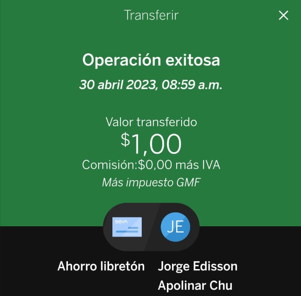 Transferir
Operación exitosa
30 abril 2023, 08:59 a.m.
Valor transferido
$1,00
Comisión:$0,00 más IVA
Más impuesto GMF
JE
Ahorro libretón Jorge Edisson
Apolinar Chu